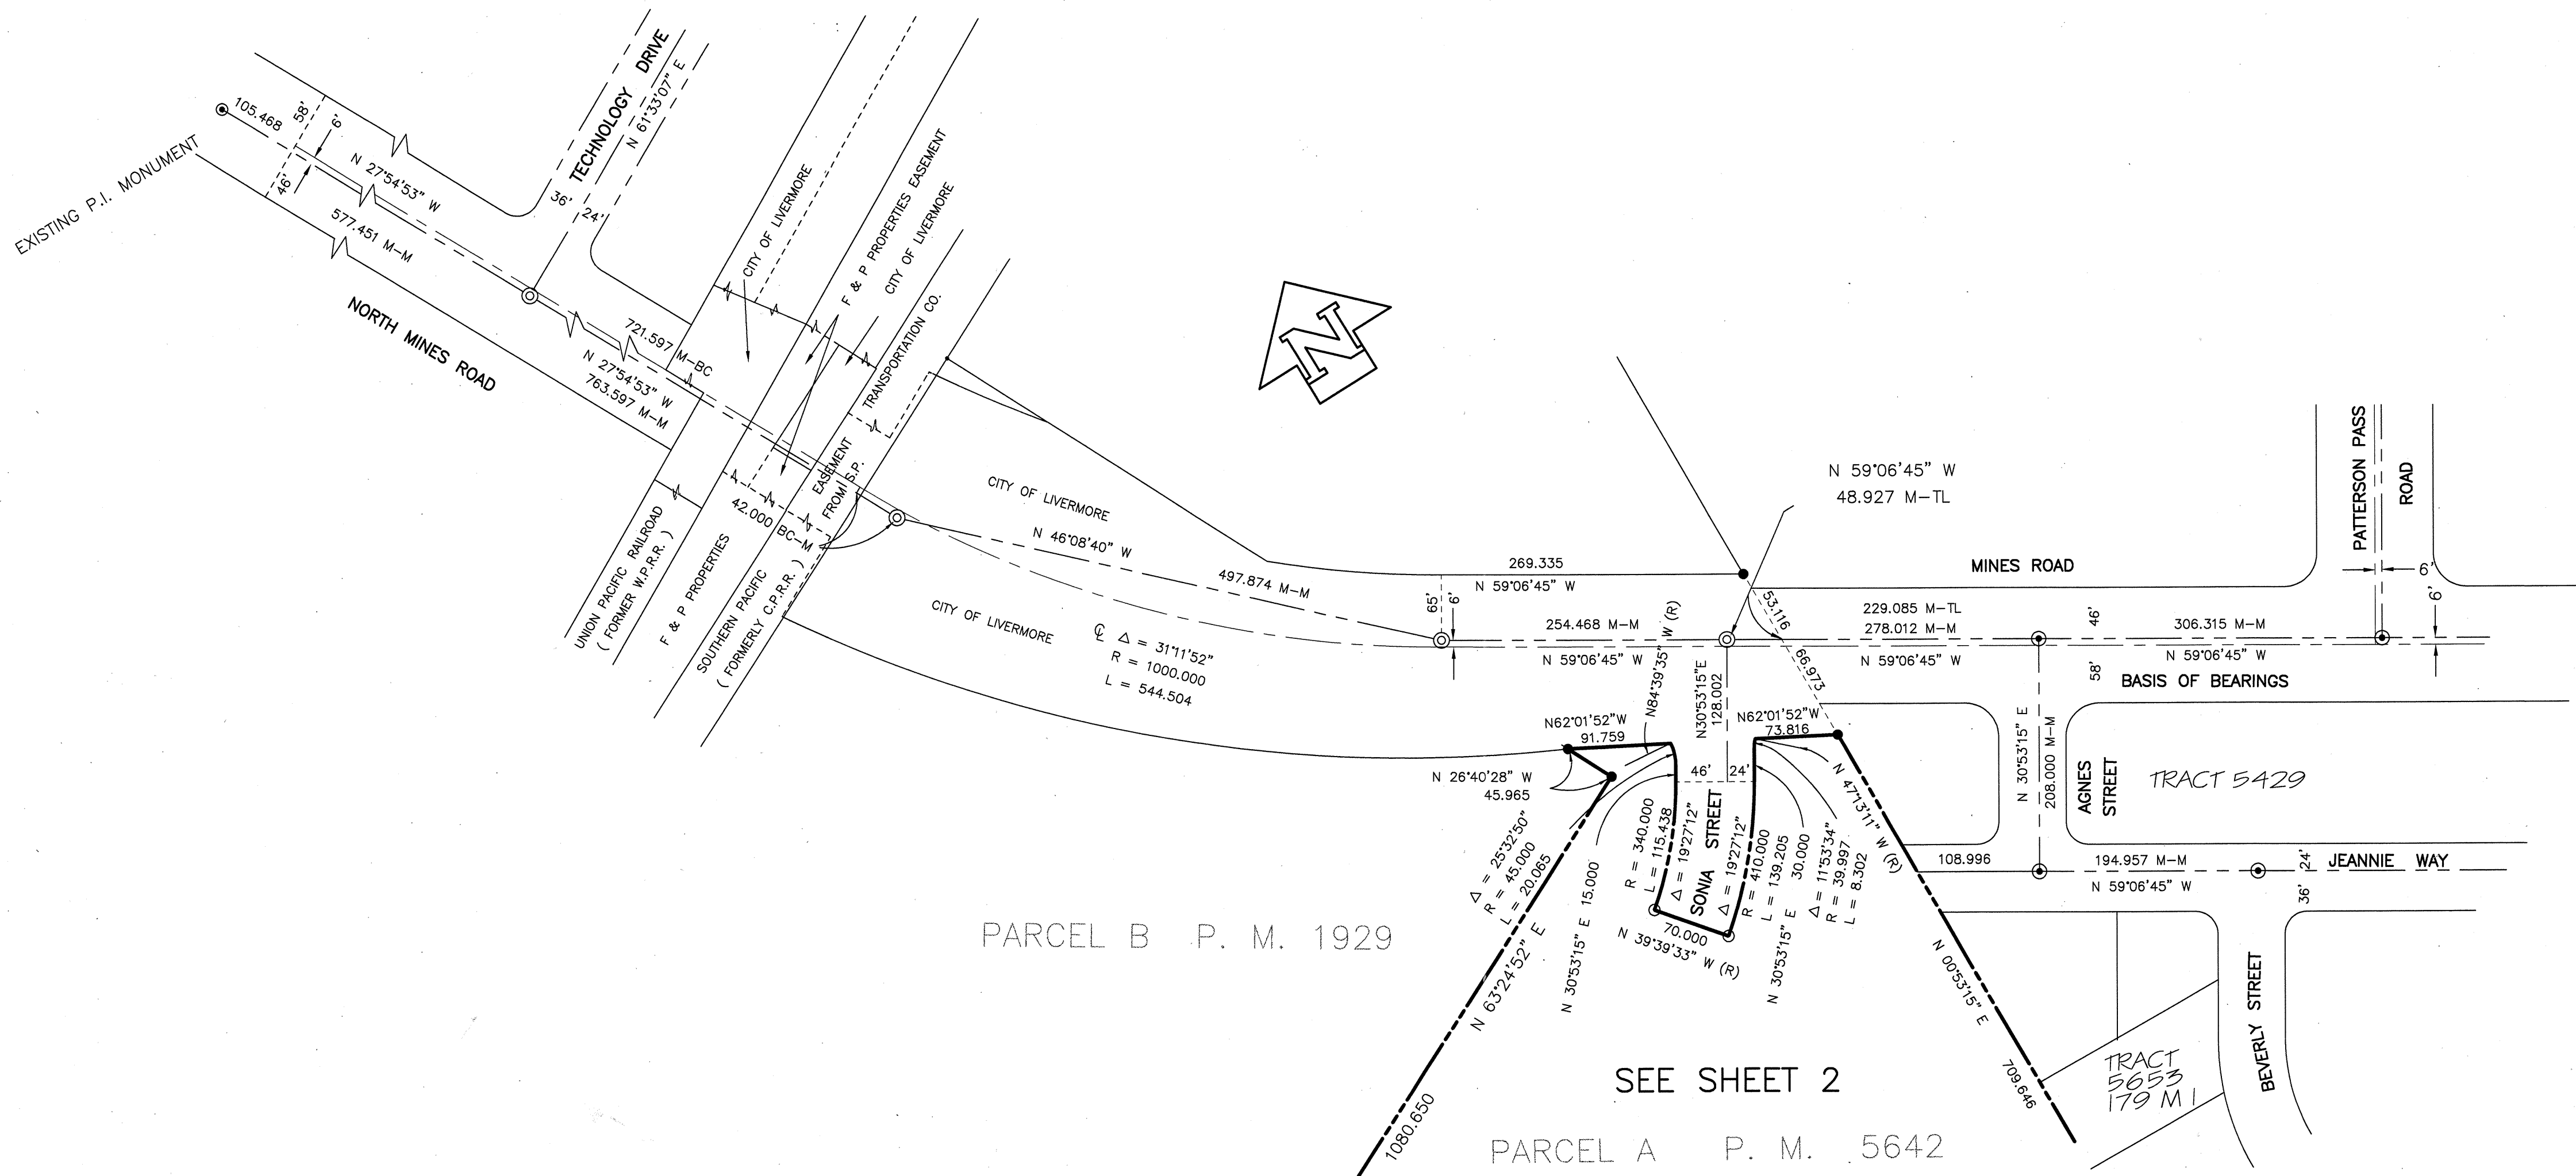 EXISTING P.I. MONUMENT
105.468
58'
6'
46'
N 27°54'53" W
577.451 M-M
NORTH MINES ROAD
TECHNOLOGY DRIVE
N 61°33'07" E
36'
24'
721.597 M-BC
N 27°54'53" W
763.597 M-M
CITY OF LIVERMORE
F & P PROPERTIES EASEMENT
CITY OF LIVERMORE
TRANSPORTATION CO.
EASEMENT
FROM S.P.
42.000 BC-M
UNION PACIFIC RAILROAD
( FORMER W.P.R.R. )
F & P PROPERTIES
SOUTHERN PACIFIC
( FORMERLY C.P.R.R. )
CITY OF LIVERMORE
N 46°08'40" W
497.874 M-M
CITY OF LIVERMORE
℄ Δ = 31°11'52"
R = 1000.000
L = 544.504
N
269.335
N 59°06'45" W
65'
6'
254.468 M-M
N 59°06'45" W
N 59°06'45" W
48.927 M-TL
53.116
66.973
MINES ROAD
229.085 M-TL
278.012 M-M
N 59°06'45" W
46'
58'
306.315 M-M
N 59°06'45" W
BASIS OF BEARINGS
PATTERSON PASS
ROAD
6'
6'
N84°39'35" W (R)
N30°53'15"E
128.002
N62°01'52"W
91.759
N62°01'52"W
73.816
N 26°40'28" W
45.965
46'
24'
Δ = 25°32'50"
R = 45.000
L = 20.065
N 30°53'15" E 15.000
R = 340.000
L = 115.438
Δ = 19°27'12"
SONIA STREET
Δ = 19°27'12"
R = 410.000
L = 139.205
N 30°53'15" E 30.000
Δ = 11°53'34"
R = 39.997
L = 8.302
N 47°13'11" W (R)
70.000
N 39°39'33" W (R)
N 63°24'52" E
1080.650
N 30°53'15" E
208.000 M-M
AGNES
STREET
TRACT 5429
108.996
194.957 M-M
N 59°06'45" W
24'
36'
JEANNIE WAY
N 00°53'15" E
709.646
BEVERLY STREET
TRACT
5653
179 M 1
PARCEL B P. M. 1929
SEE SHEET 2
PARCEL A P. M. 5642